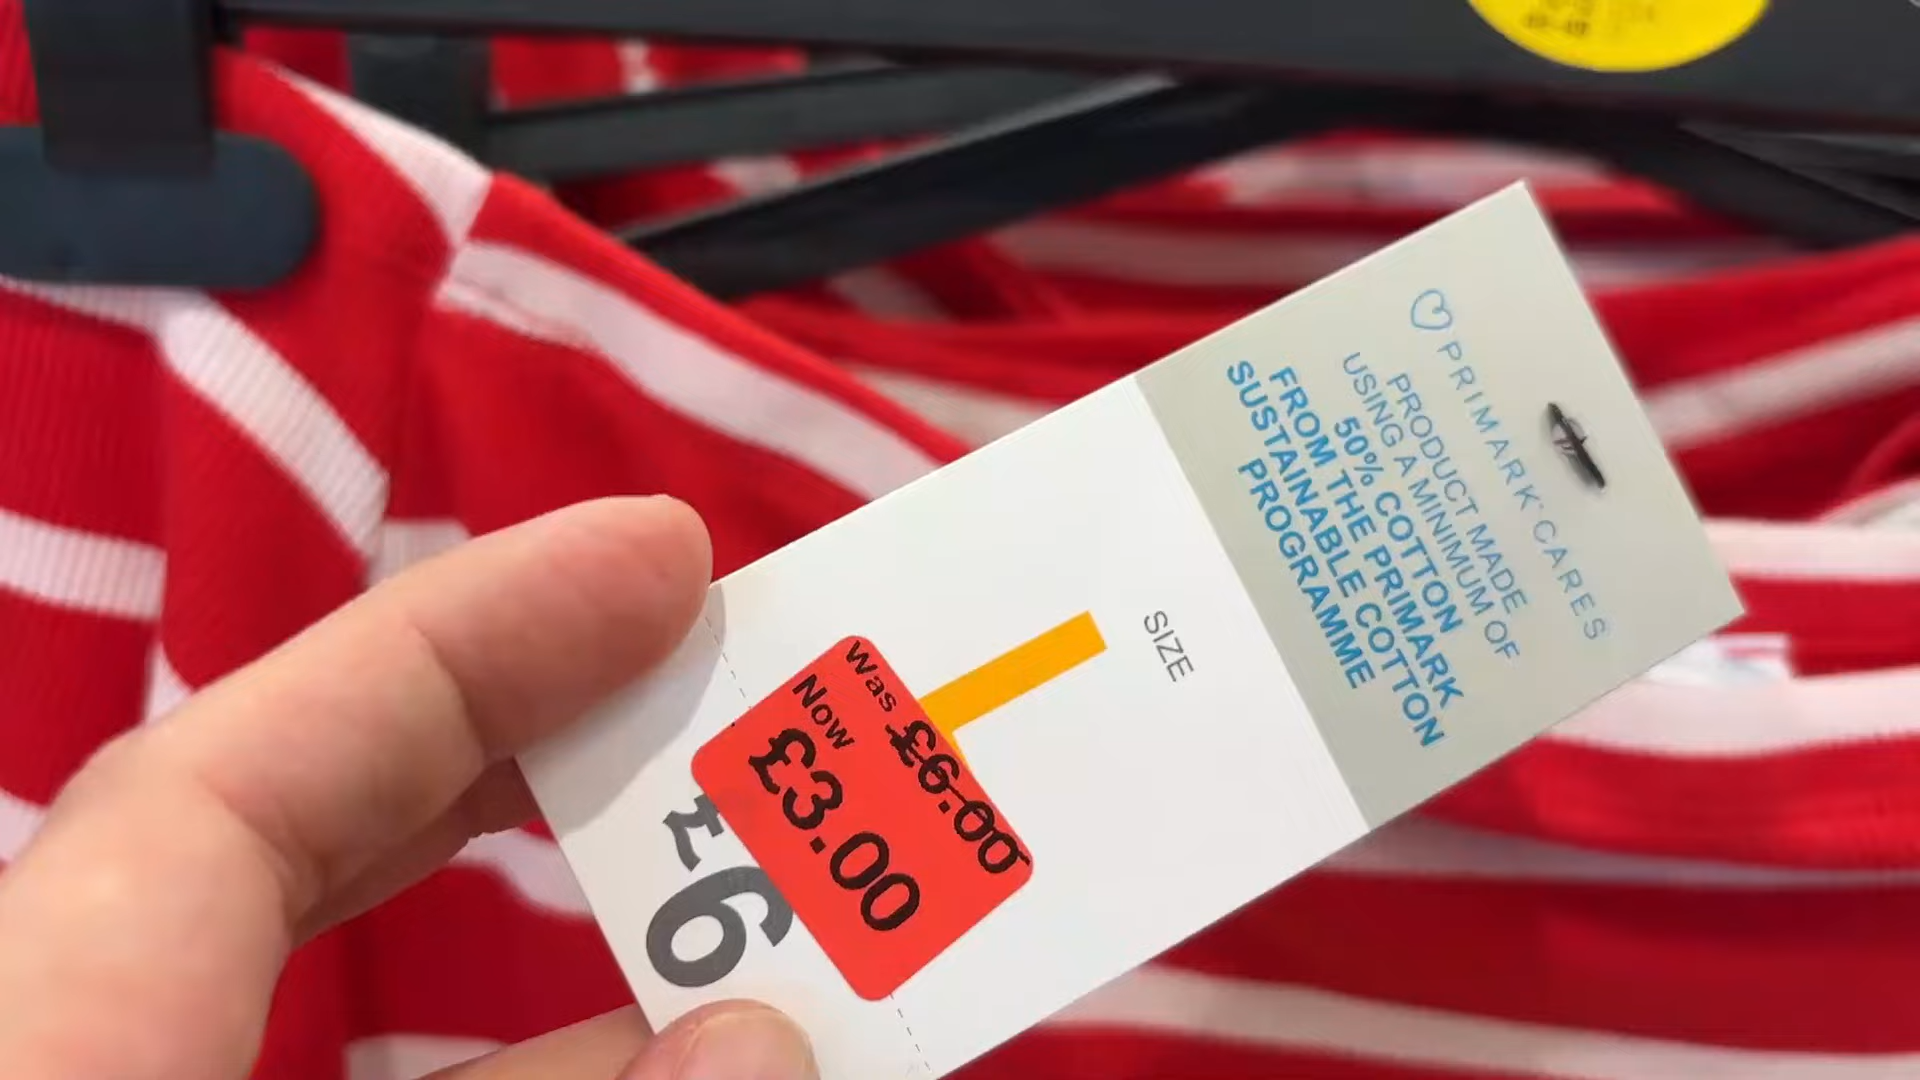 PRIMARK CARES
PRODUCT MADE
USING A MINIMUM OF
50% COTTON
FROM THE PRIMARK
SUSTAINABLE COTTON
PROGRAMME
SIZE
Was £6.00
Now
£3.00
£6